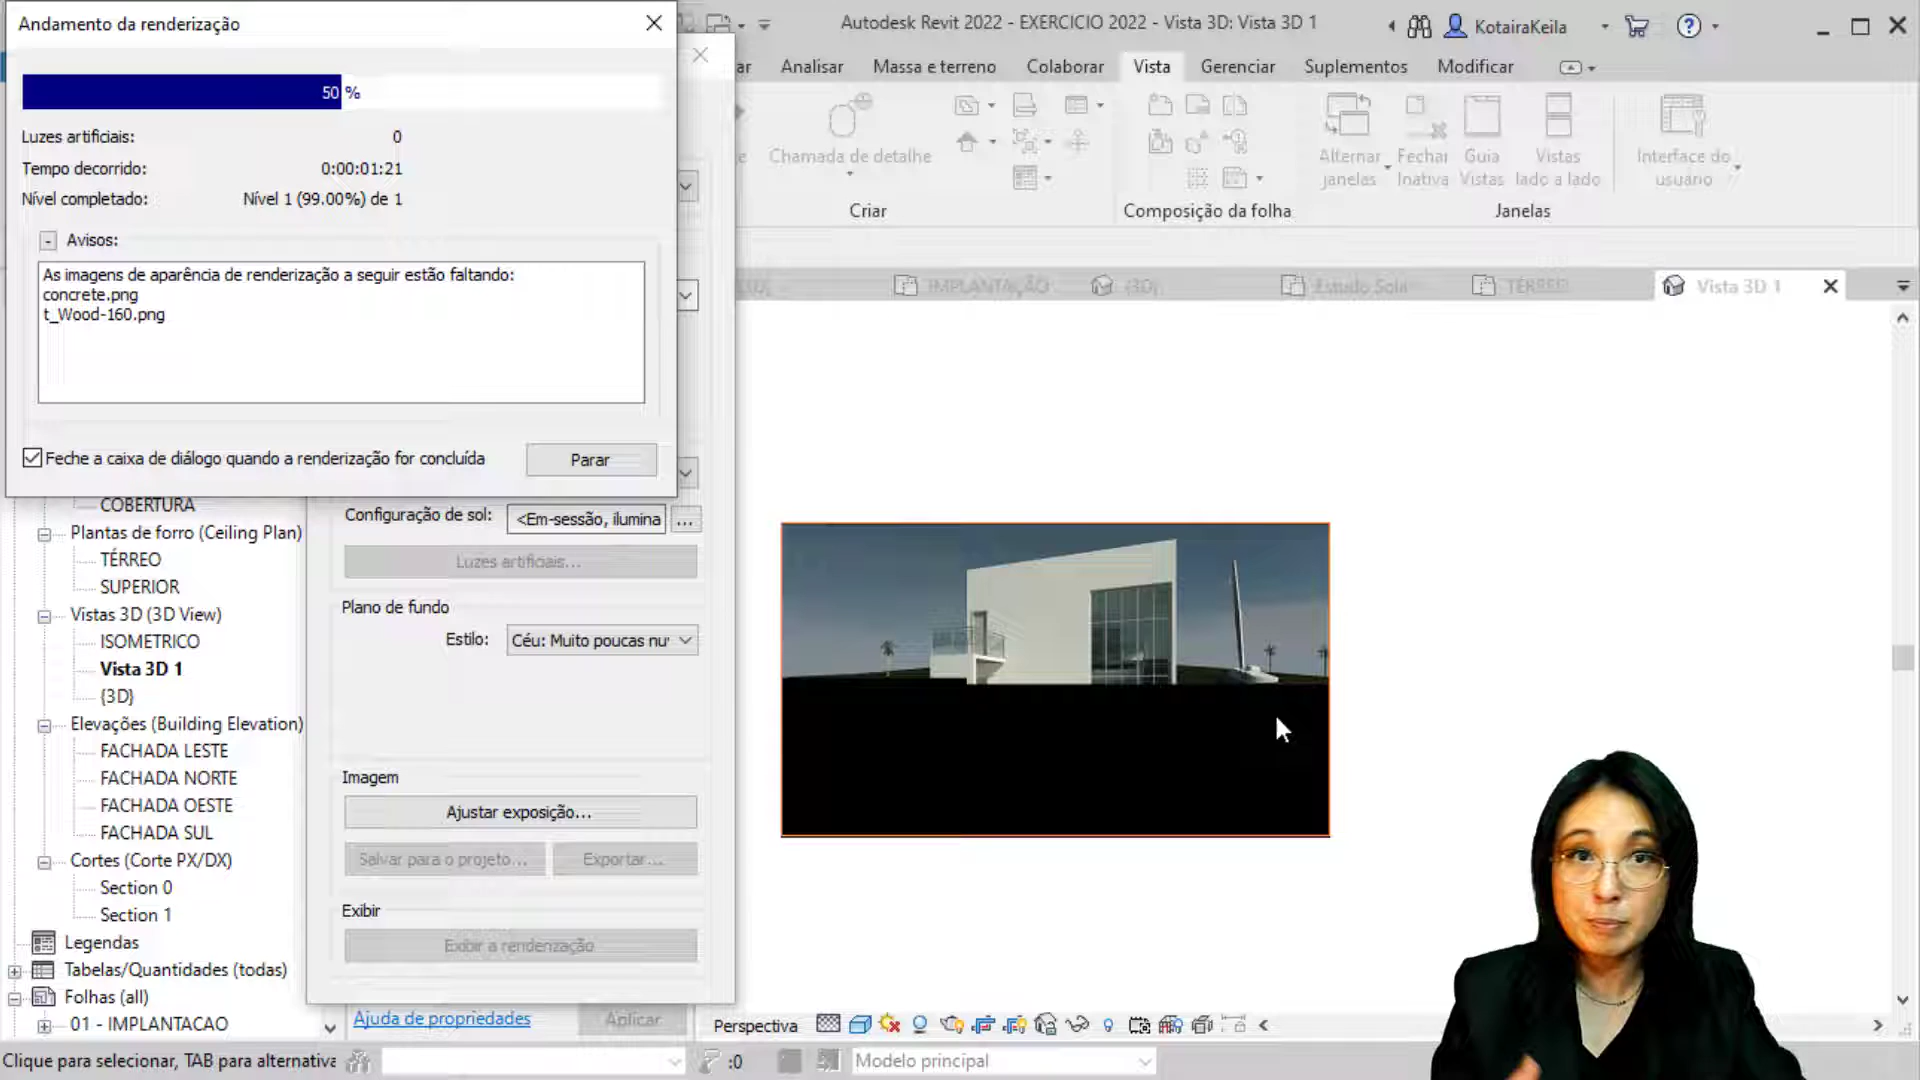 Andamento da renderização
50 %
Luzes artificiais: 0
Tempo decorrido: 0:00:01:21
Nível completado: Nível 1 (99.00%) de 1
- Avisos:
As imagens de aparência de renderização a seguir estão faltando:
concrete.png
t_Wood-160.png
Feche a caixa de diálogo quando a renderização for concluída
Parar
Autodesk Revit 2022 - EXERCICIO 2022 - Vista 3D: Vista 3D 1
KotairaKeila
ar Analisar Massa e terreno Colaborar Vista Gerenciar Suplementos Modificar
Chamada de detalhe
Criar
Composição da folha
Alternar janelas
Fechar Inativa
Guia Vistas
Vistas lado a lado
Interface do usuário
Janelas
IMPLANTAÇÃO
{3D}
Estudo Sola
TÉRREO
Vista 3D 1
COBERTURA
Plantas de forro (Ceiling Plan)
TÉRREO
SUPERIOR
Vistas 3D (3D View)
ISOMETRICO
Vista 3D 1
{3D}
Elevações (Building Elevation)
FACHADA LESTE
FACHADA NORTE
FACHADA OESTE
FACHADA SUL
Cortes (Corte PX/DX)
Section 0
Section 1
Legendas
Tabelas/Quantidades (todas)
Folhas (all)
01 - IMPLANTACAO
Configuração de sol: <Em-sessão, ilumina ...
Luzes artificiais...
Plano de fundo
Estilo: Céu: Muito poucas nu
Imagem
Ajustar exposição...
Salvar para o projeto... Exportar...
Exibir
Exibir a renderização
Ajuda de propriedades Aplicar
Perspectiva
Clique para selecionar, TAB para alternativa
:0
Modelo principal